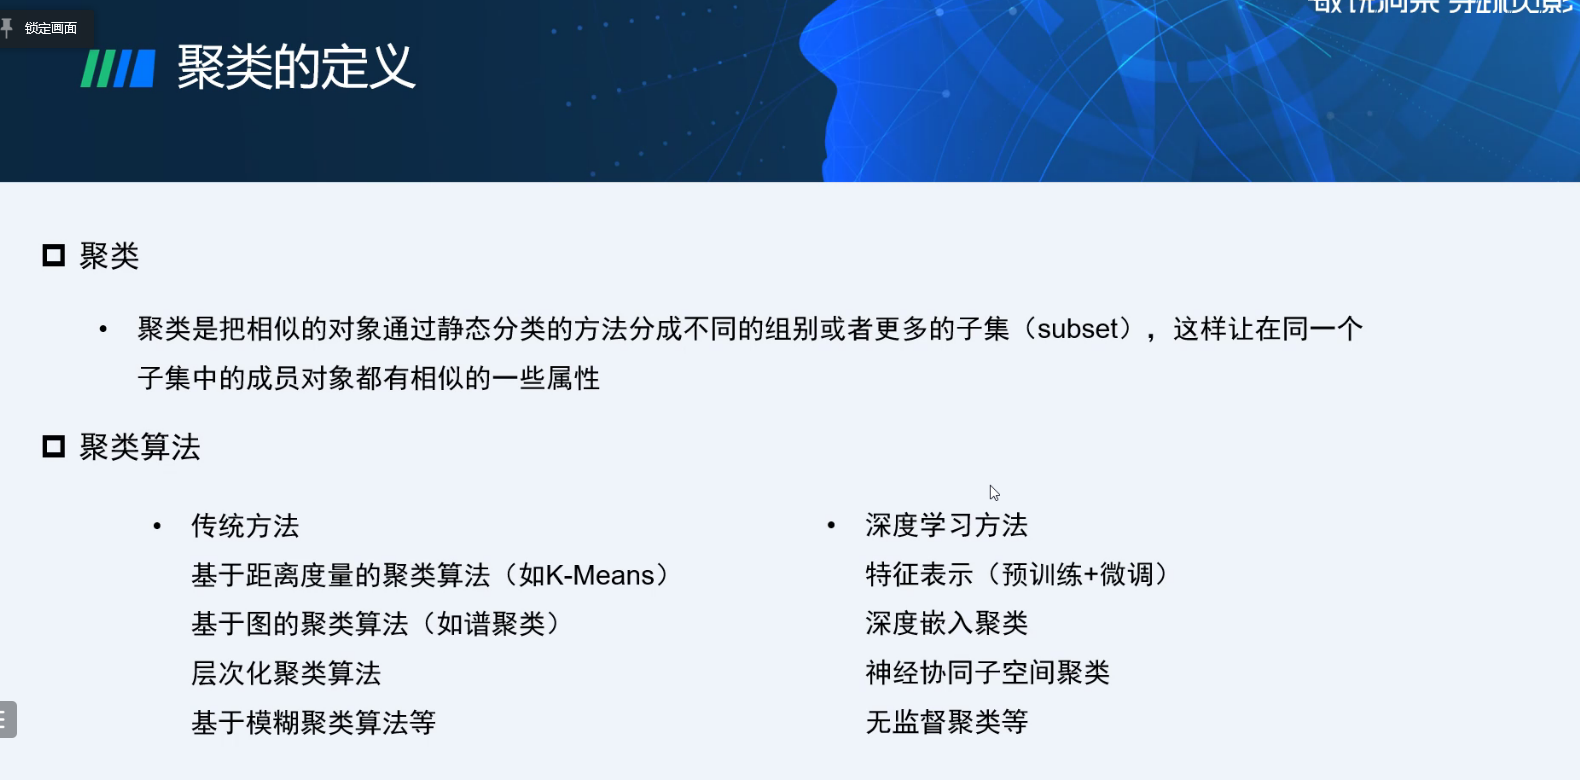 锁定画面
聚类的定义
聚类
• 聚类是把相似的对象通过静态分类的方法分成不同的组别或者更多的子集（subset），这样让在同一个
子集中的成员对象都有相似的一些属性
聚类算法
• 传统方法
基于距离度量的聚类算法（如K-Means）
基于图的聚类算法（如谱聚类）
层次化聚类算法
基于模糊聚类算法等
• 深度学习方法
特征表示（预训练+微调）
深度嵌入聚类
神经协同子空间聚类
无监督聚类等